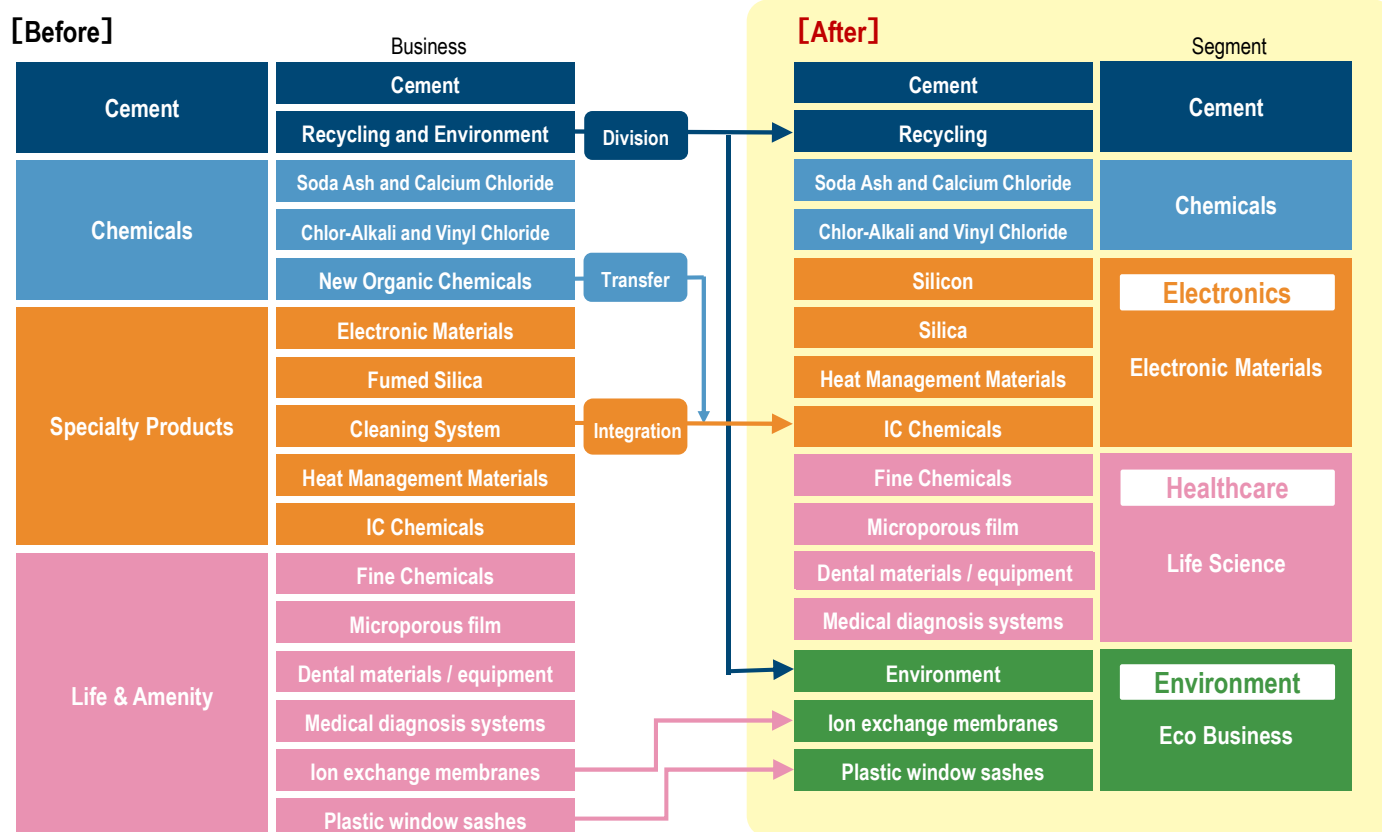 [Before]
Business
Cement
Cement
Recycling and Environment
Chemicals
Soda Ash and Calcium Chloride
Chlor-Alkali and Vinyl Chloride
New Organic Chemicals
Specialty Products
Electronic Materials
Fumed Silica
Cleaning System
Heat Management Materials
IC Chemicals
Life & Amenity
Fine Chemicals
Microporous film
Dental materials / equipment
Medical diagnosis systems
Ion exchange membranes
Plastic window sashes
Division
Transfer
Integration
[After]
Segment
Cement
Recycling
Cement
Soda Ash and Calcium Chloride
Chlor-Alkali and Vinyl Chloride
Chemicals
Silicon
Silica
Heat Management Materials
IC Chemicals
Electronics
Electronic Materials
Fine Chemicals
Microporous film
Dental materials / equipment
Medical diagnosis systems
Healthcare
Life Science
Environment
Ion exchange membranes
Plastic window sashes
Environment
Eco Business